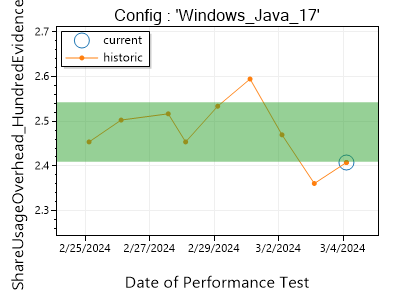 Config : 'Windows_Java_17'
ShareUsageOverhead_HundredEvidence
current
historic
2.7
2.6
2.5
2.4
2.3
2/25/2024
2/27/2024
2/29/2024
3/2/2024
3/4/2024
Date of Performance Test